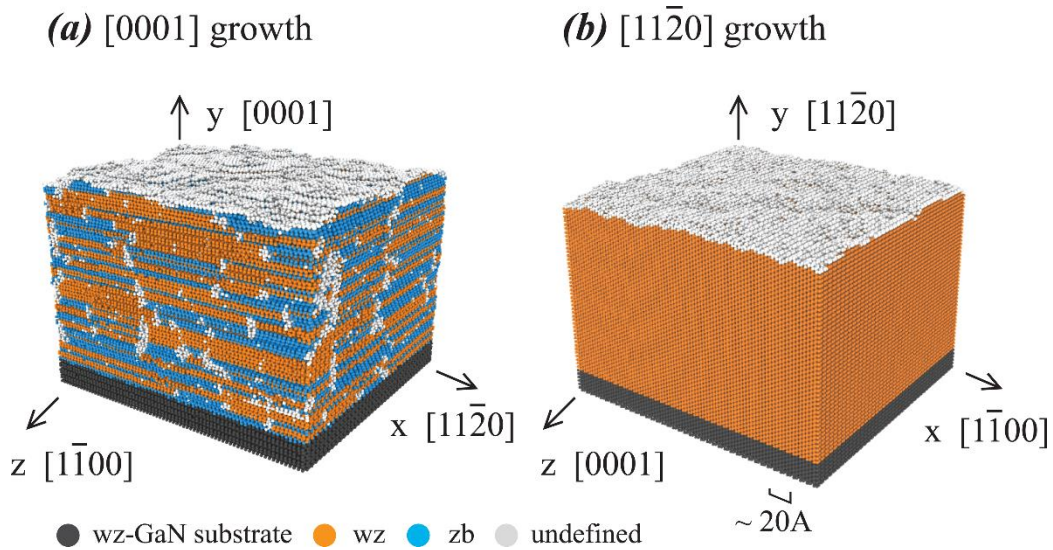 (a) [0001] growth
(b) [112̅0] growth
y [0001]
y [112̅0]
x [112̅0]
z [11̅00]
x [11̅00]
z [0001]
~ 20A
wz-GaN substrate wz zb undefined